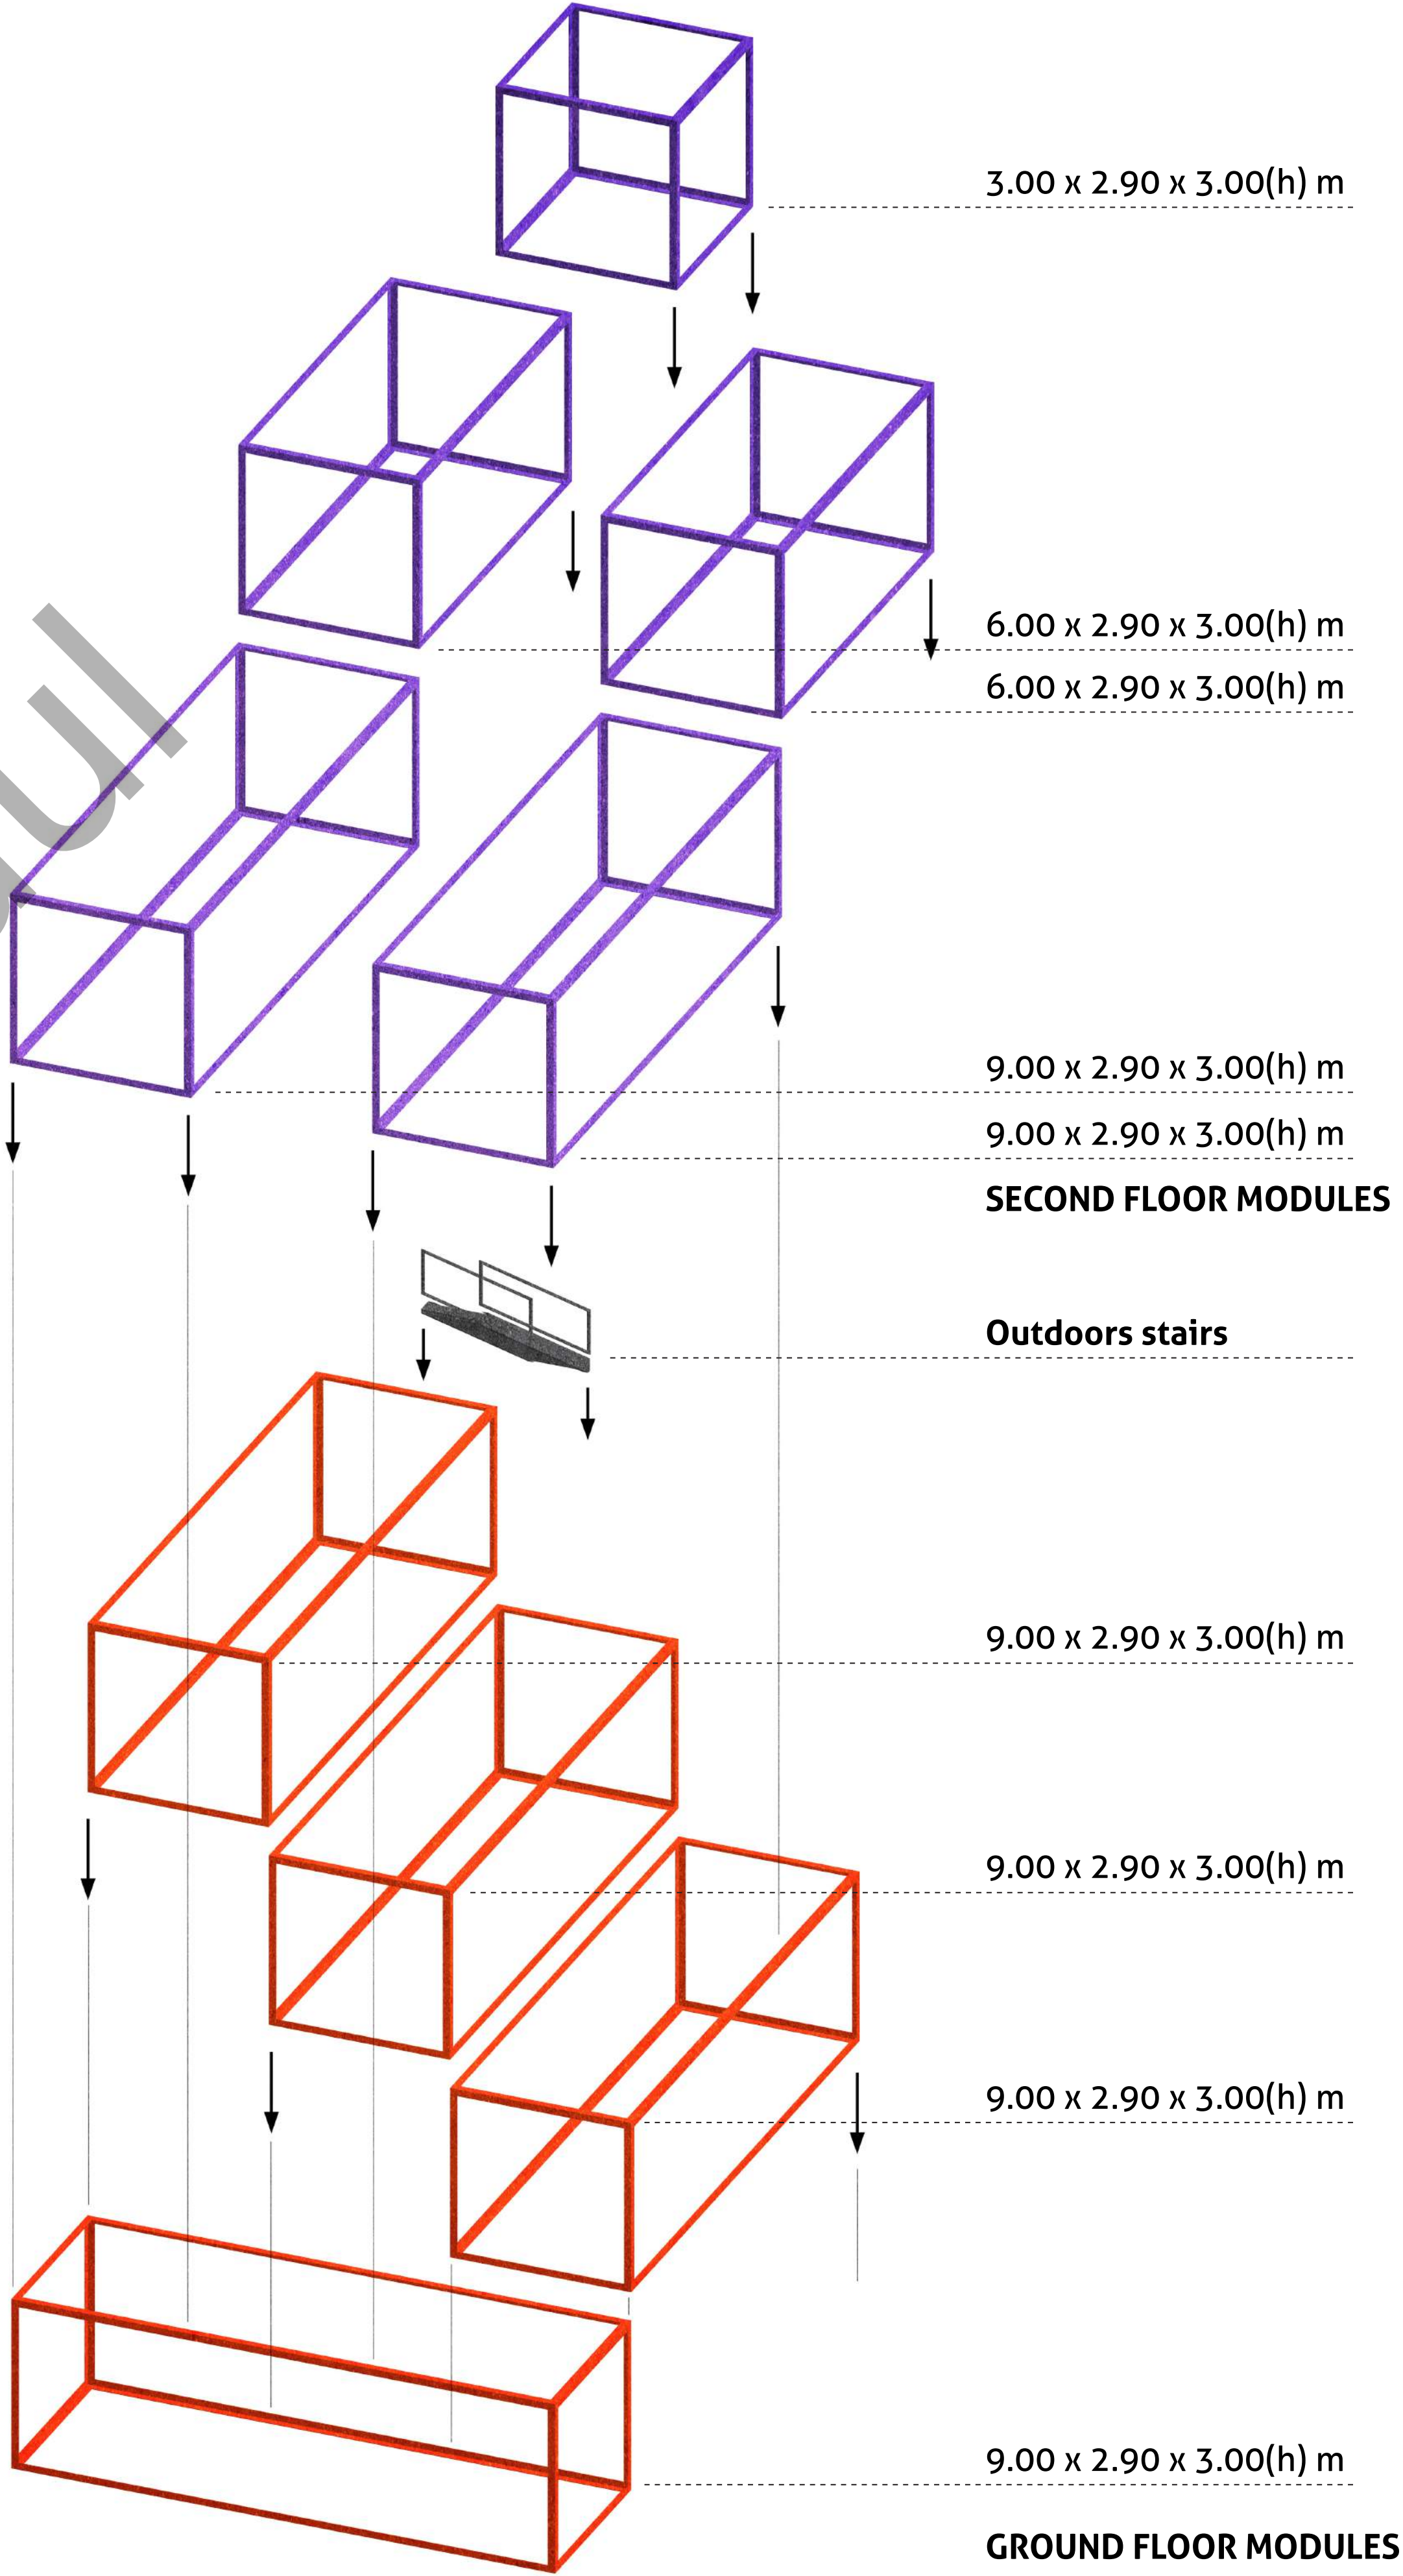 3.00 x 2.90 x 3.00(h) m
6.00 x 2.90 x 3.00(h) m
6.00 x 2.90 x 3.00(h) m
9.00 x 2.90 x 3.00(h) m
9.00 x 2.90 x 3.00(h) m
SECOND FLOOR MODULES
Outdoors stairs
9.00 x 2.90 x 3.00(h) m
9.00 x 2.90 x 3.00(h) m
9.00 x 2.90 x 3.00(h) m
9.00 x 2.90 x 3.00(h) m
GROUND FLOOR MODULES